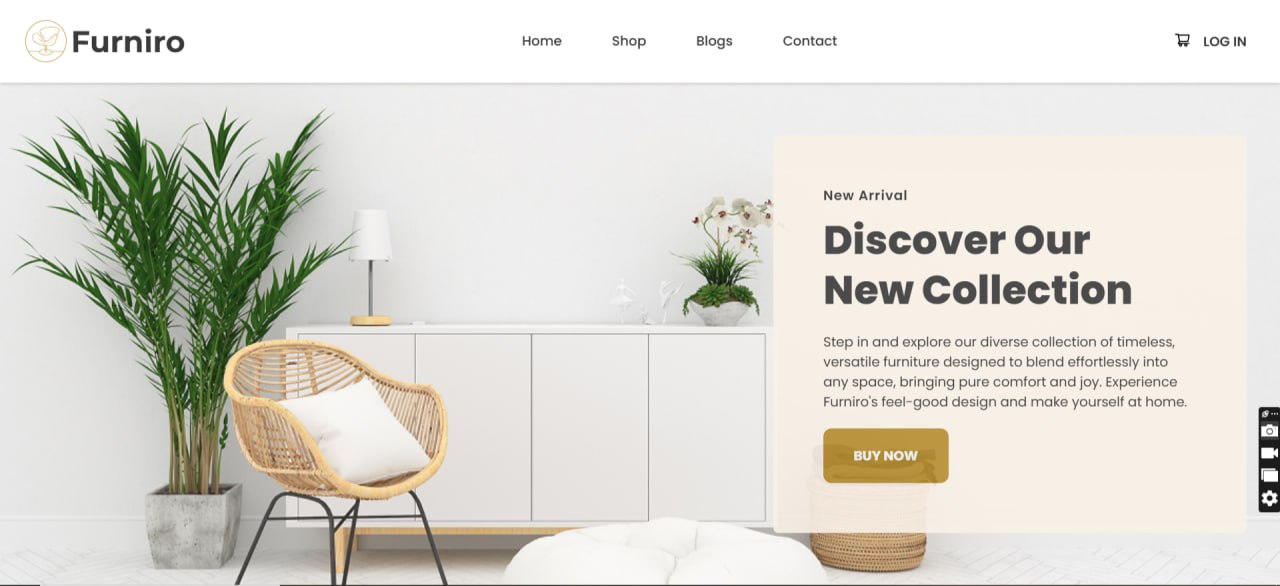 Furniro
Home
Shop
Blogs
Contact
LOG IN
New Arrival
Discover Our
New Collection
Step in and explore our diverse collection of timeless,
versatile furniture designed to blend effortlessly into
any space, bringing pure comfort and joy. Experience
Furniro's feel-good design and make yourself at home.
BUY NOW